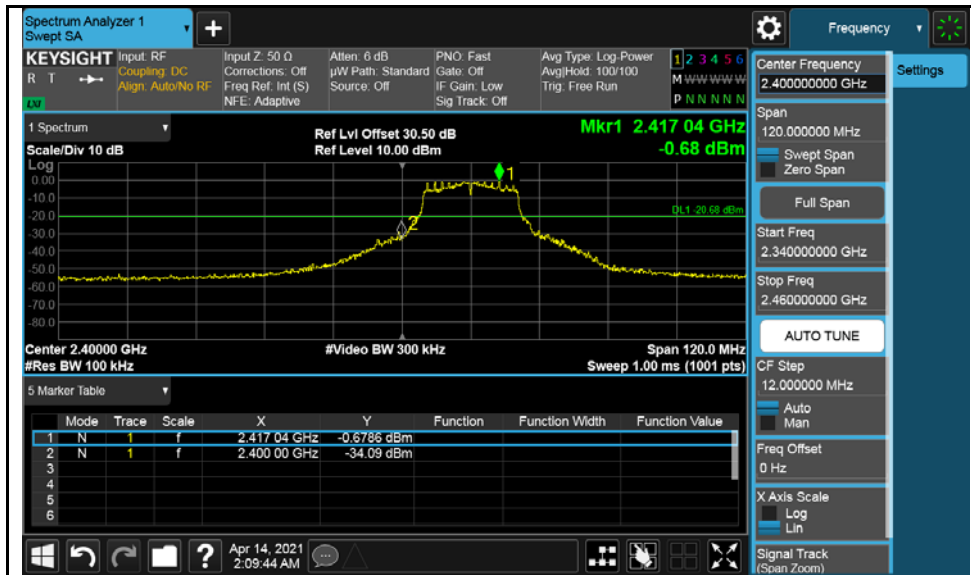 Spectrum Analyzer 1
Swept SA
+
Frequency
KEYSIGHT
R T
LXI
Input: RF
Coupling: DC
Align: Auto/No RF
Input Z: 50 Ω
Corrections: Off
Freq Ref: Int (S)
NFE: Adaptive
Atten: 6 dB
µW Path: Standard
Source: Off
PNO: Fast
Gate: Off
IF Gain: Low
Sig Track: Off
Avg Type: Log-Power
Avg|Hold: 100/100
Trig: Free Run
1 2 3 4 5 6
M W W W W W
P N N N N N
1 Spectrum
Scale/Div 10 dB
Ref Lvl Offset 30.50 dB
Ref Level 10.00 dBm
Mkr1 2.417 04 GHz
-0.68 dBm
Log
0.00
-10.0
-20.0
-30.0
-40.0
-50.0
-60.0
-70.0
-80.0
1
2
DL1 -20.68 dBm
Center 2.40000 GHz
#Video BW 300 kHz
Span 120.0 MHz
#Res BW 100 kHz
Sweep 1.00 ms (1001 pts)
5 Marker Table
Mode Trace Scale X Y Function Function Width Function Value
1 N 1 f 2.417 04 GHz -0.6786 dBm
2 N 1 f 2.400 00 GHz -34.09 dBm
3
4
5
6
Center Frequency
2.400000000 GHz
Settings
Span
120.000000 MHz
Swept Span
Zero Span
Full Span
Start Freq
2.340000000 GHz
Stop Freq
2.460000000 GHz
AUTO TUNE
CF Step
12.000000 MHz
Auto
Man
Freq Offset
0 Hz
X Axis Scale
Log
Lin
Signal Track
(Span Zoom)
?
Apr 14, 2021
2:09:44 AM